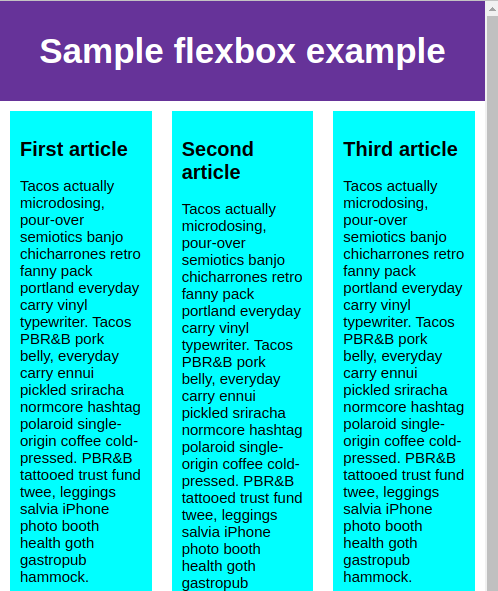 Sample flexbox example
First article
Tacos actually
microdosing,
pour-over
semiotics banjo
chicharrones retro
fanny pack
portland everyday
carry vinyl
typewriter. Tacos
PBR&B pork
belly, everyday
carry ennui
pickled sriracha
normcore hashtag
polaroid single-
origin coffee cold-
pressed. PBR&B
tattooed trust fund
twee, leggings
salvia iPhone
photo booth
health goth
gastropub
hammock.
Second
article
Tacos actually
microdosing,
pour-over
semiotics banjo
chicharrones retro
fanny pack
portland everyday
carry vinyl
typewriter. Tacos
PBR&B pork
belly, everyday
carry ennui
pickled sriracha
normcore hashtag
polaroid single-
origin coffee cold-
pressed. PBR&B
tattooed trust fund
twee, leggings
salvia iPhone
photo booth
health goth
gastropub
Third article
Tacos actually
microdosing,
pour-over
semiotics banjo
chicharrones retro
fanny pack
portland everyday
carry vinyl
typewriter. Tacos
PBR&B pork
belly, everyday
carry ennui
pickled sriracha
normcore hashtag
polaroid single-
origin coffee cold-
pressed. PBR&B
tattooed trust fund
twee, leggings
salvia iPhone
photo booth
health goth
gastropub
hammock.